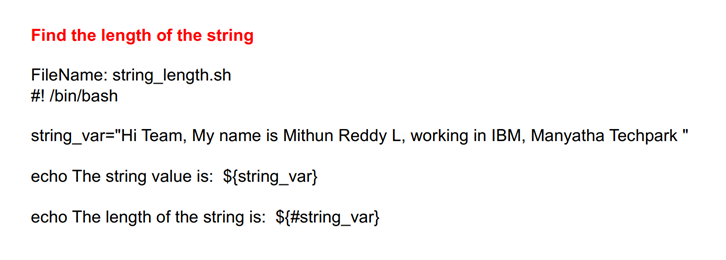 Find the length of the string
FileName: string_length.sh
#! /bin/bash
string_var="Hi Team, My name is Mithun Reddy L, working in IBM, Manyatha Techpark "
echo The string value is:  ${string_var}
echo The length of the string is:  ${#string_var}